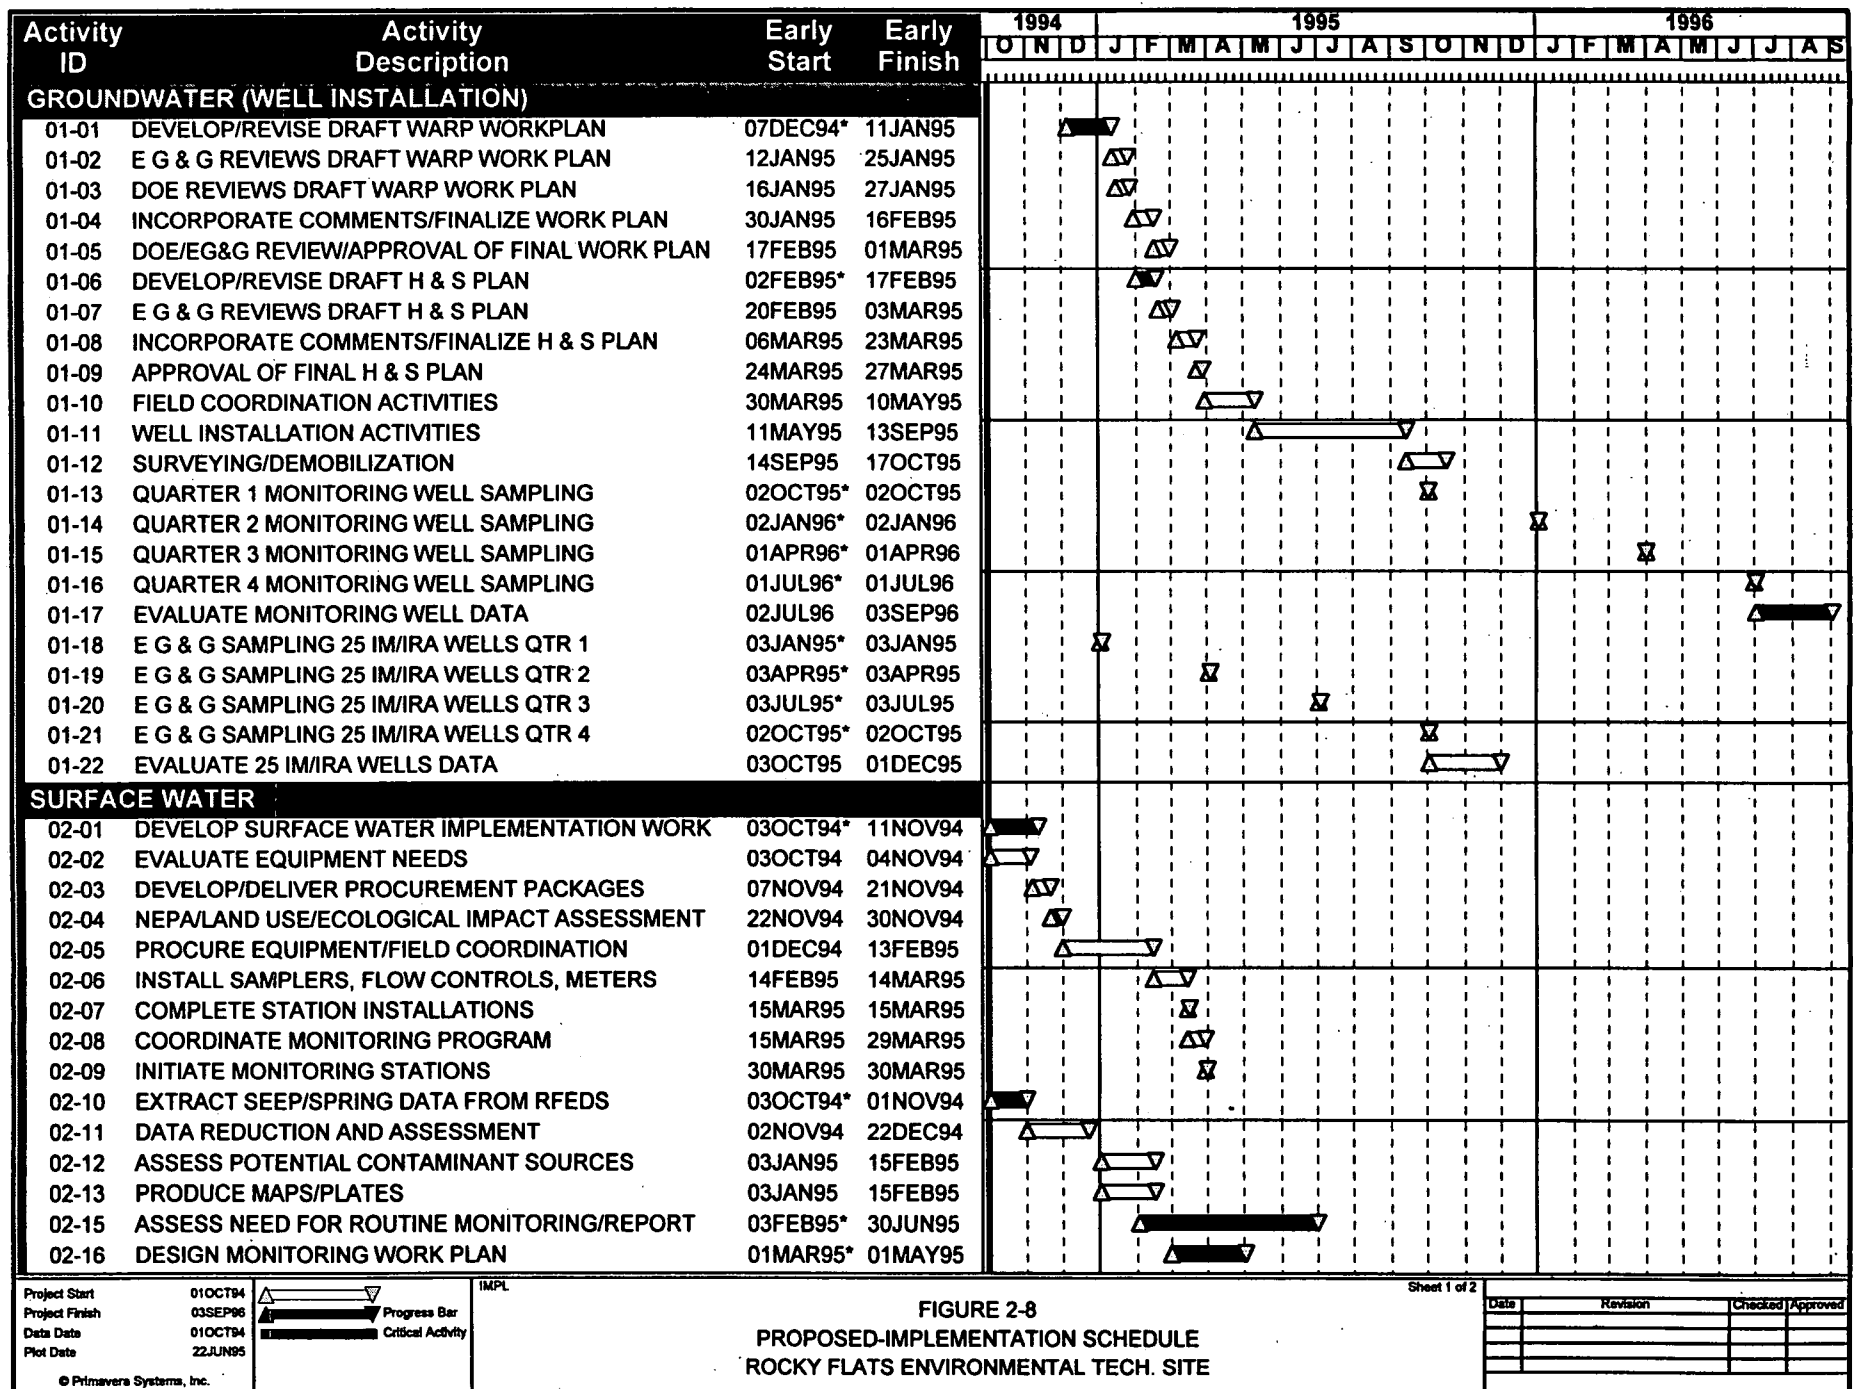 Activity ID Activity Description Early Start Early Finish
1994 1995 1996
O N D J F M A M J J A S O N D J F M A M J J A S
GROUNDWATER (WELL INSTALLATION)
01-01 DEVELOP/REVISE DRAFT WARP WORKPLAN 07DEC94* 11JAN95
01-02 E G & G REVIEWS DRAFT WARP WORK PLAN 12JAN95 25JAN95
01-03 DOE REVIEWS DRAFT WARP WORK PLAN 16JAN95 27JAN95
01-04 INCORPORATE COMMENTS/FINALIZE WORK PLAN 30JAN95 16FEB95
01-05 DOE/EG&G REVIEW/APPROVAL OF FINAL WORK PLAN 17FEB95 01MAR95
01-06 DEVELOP/REVISE DRAFT H & S PLAN 02FEB95* 17FEB95
01-07 E G & G REVIEWS DRAFT H & S PLAN 20FEB95 03MAR95
01-08 INCORPORATE COMMENTS/FINALIZE H & S PLAN 06MAR95 23MAR95
01-09 APPROVAL OF FINAL H & S PLAN 24MAR95 27MAR95
01-10 FIELD COORDINATION ACTIVITIES 30MAR95 10MAY95
01-11 WELL INSTALLATION ACTIVITIES 11MAY95 13SEP95
01-12 SURVEYING/DEMOBILIZATION 14SEP95 17OCT95
01-13 QUARTER 1 MONITORING WELL SAMPLING 02OCT95* 02OCT95
01-14 QUARTER 2 MONITORING WELL SAMPLING 02JAN96* 02JAN96
01-15 QUARTER 3 MONITORING WELL SAMPLING 01APR96* 01APR96
01-16 QUARTER 4 MONITORING WELL SAMPLING 01JUL96* 01JUL96
01-17 EVALUATE MONITORING WELL DATA 02JUL96 03SEP96
01-18 E G & G SAMPLING 25 IM/IRA WELLS QTR 1 03JAN95* 03JAN95
01-19 E G & G SAMPLING 25 IM/IRA WELLS QTR 2 03APR95* 03APR95
01-20 E G & G SAMPLING 25 IM/IRA WELLS QTR 3 03JUL95* 03JUL95
01-21 E G & G SAMPLING 25 IM/IRA WELLS QTR 4 02OCT95* 02OCT95
01-22 EVALUATE 25 IM/IRA WELLS DATA 03OCT95 01DEC95
SURFACE WATER
02-01 DEVELOP SURFACE WATER IMPLEMENTATION WORK 03OCT94* 11NOV94
02-02 EVALUATE EQUIPMENT NEEDS 03OCT94 04NOV94
02-03 DEVELOP/DELIVER PROCUREMENT PACKAGES 07NOV94 21NOV94
02-04 NEPA/LAND USE/ECOLOGICAL IMPACT ASSESSMENT 22NOV94 30NOV94
02-05 PROCURE EQUIPMENT/FIELD COORDINATION 01DEC94 13FEB95
02-06 INSTALL SAMPLERS, FLOW CONTROLS, METERS 14FEB95 14MAR95
02-07 COMPLETE STATION INSTALLATIONS 15MAR95 15MAR95
02-08 COORDINATE MONITORING PROGRAM 15MAR95 29MAR95
02-09 INITIATE MONITORING STATIONS 30MAR95 30MAR95
02-10 EXTRACT SEEP/SPRING DATA FROM RFEDS 03OCT94* 01NOV94
02-11 DATA REDUCTION AND ASSESSMENT 02NOV94 22DEC94
02-12 ASSESS POTENTIAL CONTAMINANT SOURCES 03JAN95 15FEB95
02-13 PRODUCE MAPS/PLATES 03JAN95 15FEB95
02-15 ASSESS NEED FOR ROUTINE MONITORING/REPORT 03FEB95* 30JUN95
02-16 DESIGN MONITORING WORK PLAN 01MAR95* 01MAY95
Project Start 01OCT94
Project Finish 03SEP96
Data Date 01OCT94
Plot Date 22JUN95
© Primavera Systems, Inc.
Progress Bar
Critical Activity
IMPL
Sheet 1 of 2
FIGURE 2-8
PROPOSED-IMPLEMENTATION SCHEDULE
ROCKY FLATS ENVIRONMENTAL TECH. SITE
Date Revision Checked Approved